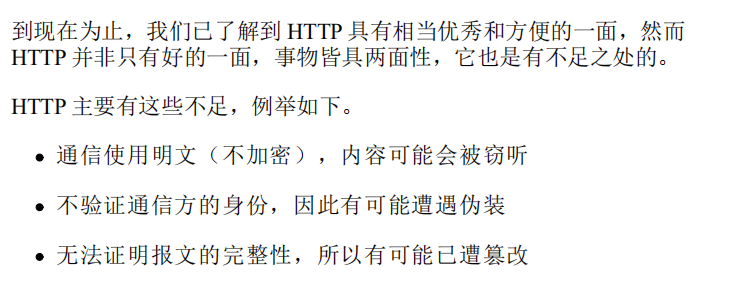 到现在为止，我们已了解到 HTTP 具有相当优秀和方便的一面，然而
HTTP 并非只有好的一面，事物皆具两面性，它也是有不足之处的。
HTTP 主要有这些不足，例举如下。
• 通信使用明文（不加密），内容可能会被窃听
• 不验证通信方的身份，因此有可能遭遇伪装
• 无法证明报文的完整性，所以有可能已遭篡改